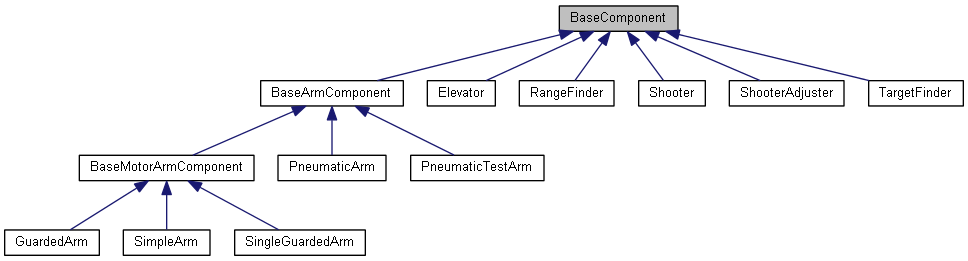 BaseComponent
BaseArmComponent
Elevator
RangeFinder
Shooter
ShooterAdjuster
TargetFinder
BaseMotorArmComponent
PneumaticArm
PneumaticTestArm
GuardedArm
SimpleArm
SingleGuardedArm